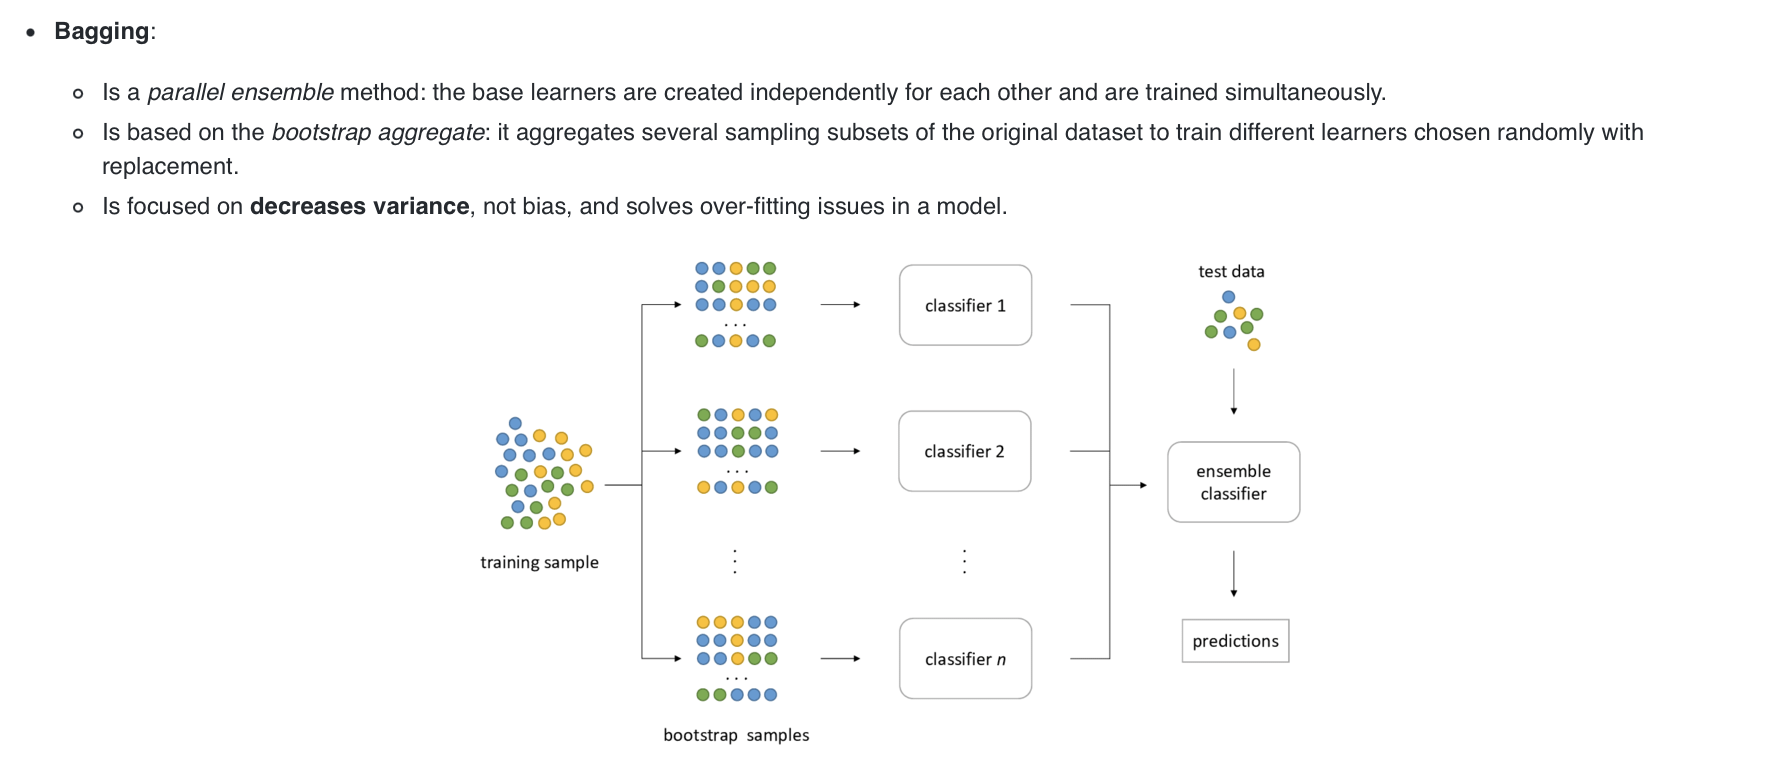 Bagging:
Is a parallel ensemble method: the base learners are created independently for each other and are trained simultaneously.
Is based on the bootstrap aggregate: it aggregates several sampling subsets of the original dataset to train different learners chosen randomly with
replacement.
Is focused on decreases variance, not bias, and solves over-fitting issues in a model.
training sample
...
...
...
bootstrap samples
classifier 1
classifier 2
classifier n
test data
ensemble
classifier
predictions